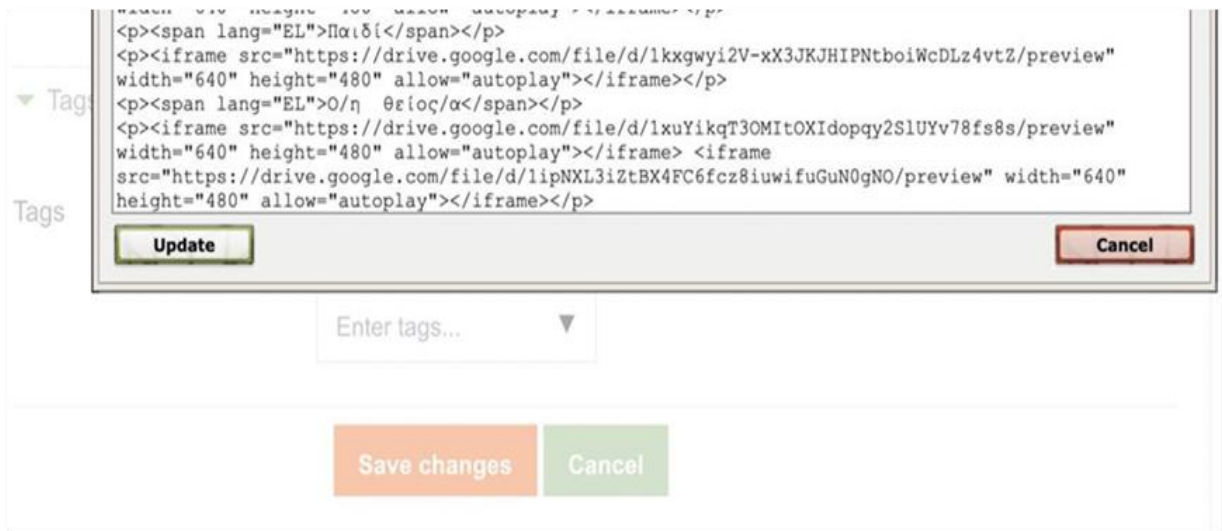 <p><span lang="EL">Παιδί</span></p>
<p><iframe src="https://drive.google.com/file/d/1kxgwyi2V-xX3JKJHIPNtboiWcDLz4vtZ/preview"
width="640" height="480" allow="autoplay"></iframe></p>
<p><span lang="EL">Ο/η θείος/α</span></p>
<p><iframe src="https://drive.google.com/file/d/1xuYikqT3OMItOXIdopqy2SlUYv78fs8s/preview"
width="640" height="480" allow="autoplay"></iframe> <iframe
src="https://drive.google.com/file/d/1ipNXL3iZtBX4FC6fcz8iuwifuGuN0gNO/preview" width="640"
height="480" allow="autoplay"></iframe></p>
Tags
Tags
Update
Cancel
Enter tags...
Save changes
Cancel